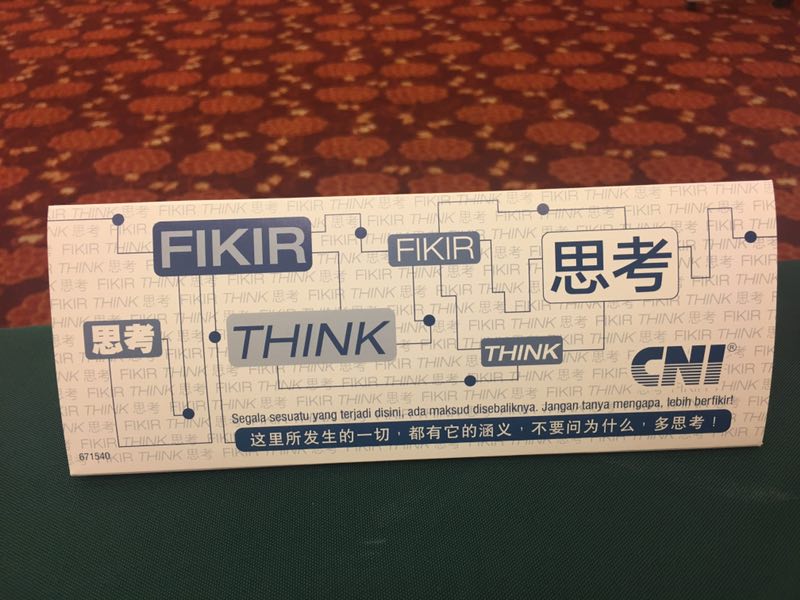 FIKIR
FIKIR
思考
思考
THINK
THINK
CNI®
Segala sesuatu yang terjadi disini, ada maksud disebaliknya. Jangan tanya mengapa, lebih berfikir!
这里所发生的一切，都有它的涵义，不要问为什么，多思考！
671540